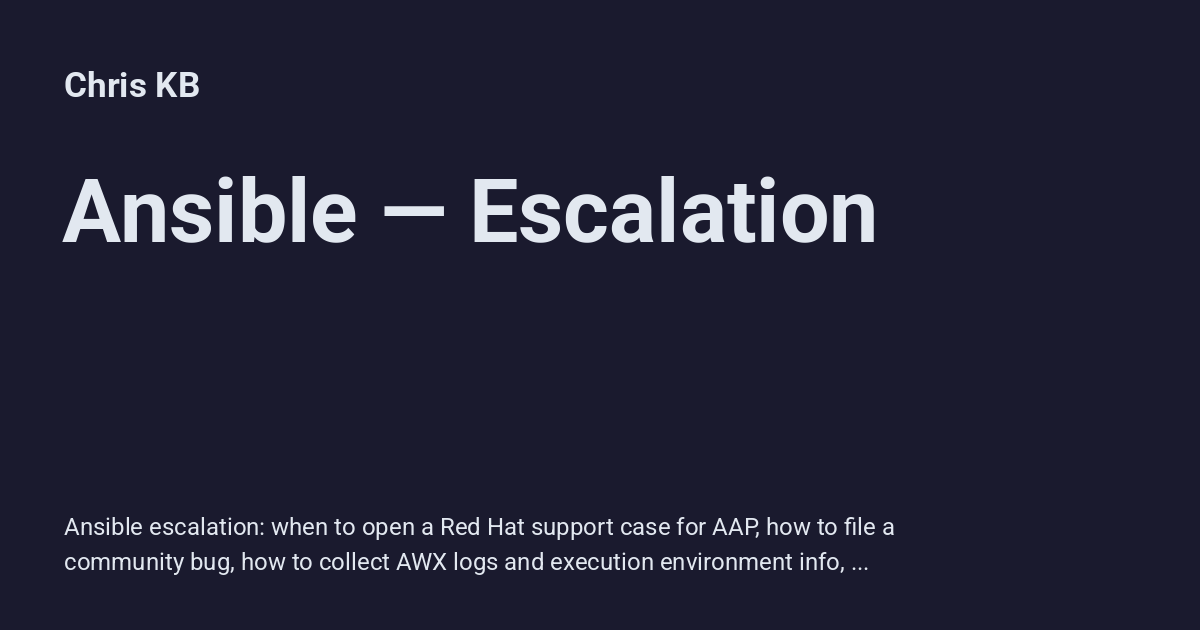 Chris KB
Ansible — Escalation
Ansible escalation: when to open a Red Hat support case for AAP, how to file a
community bug, how to collect AWX logs and execution environment info, ...